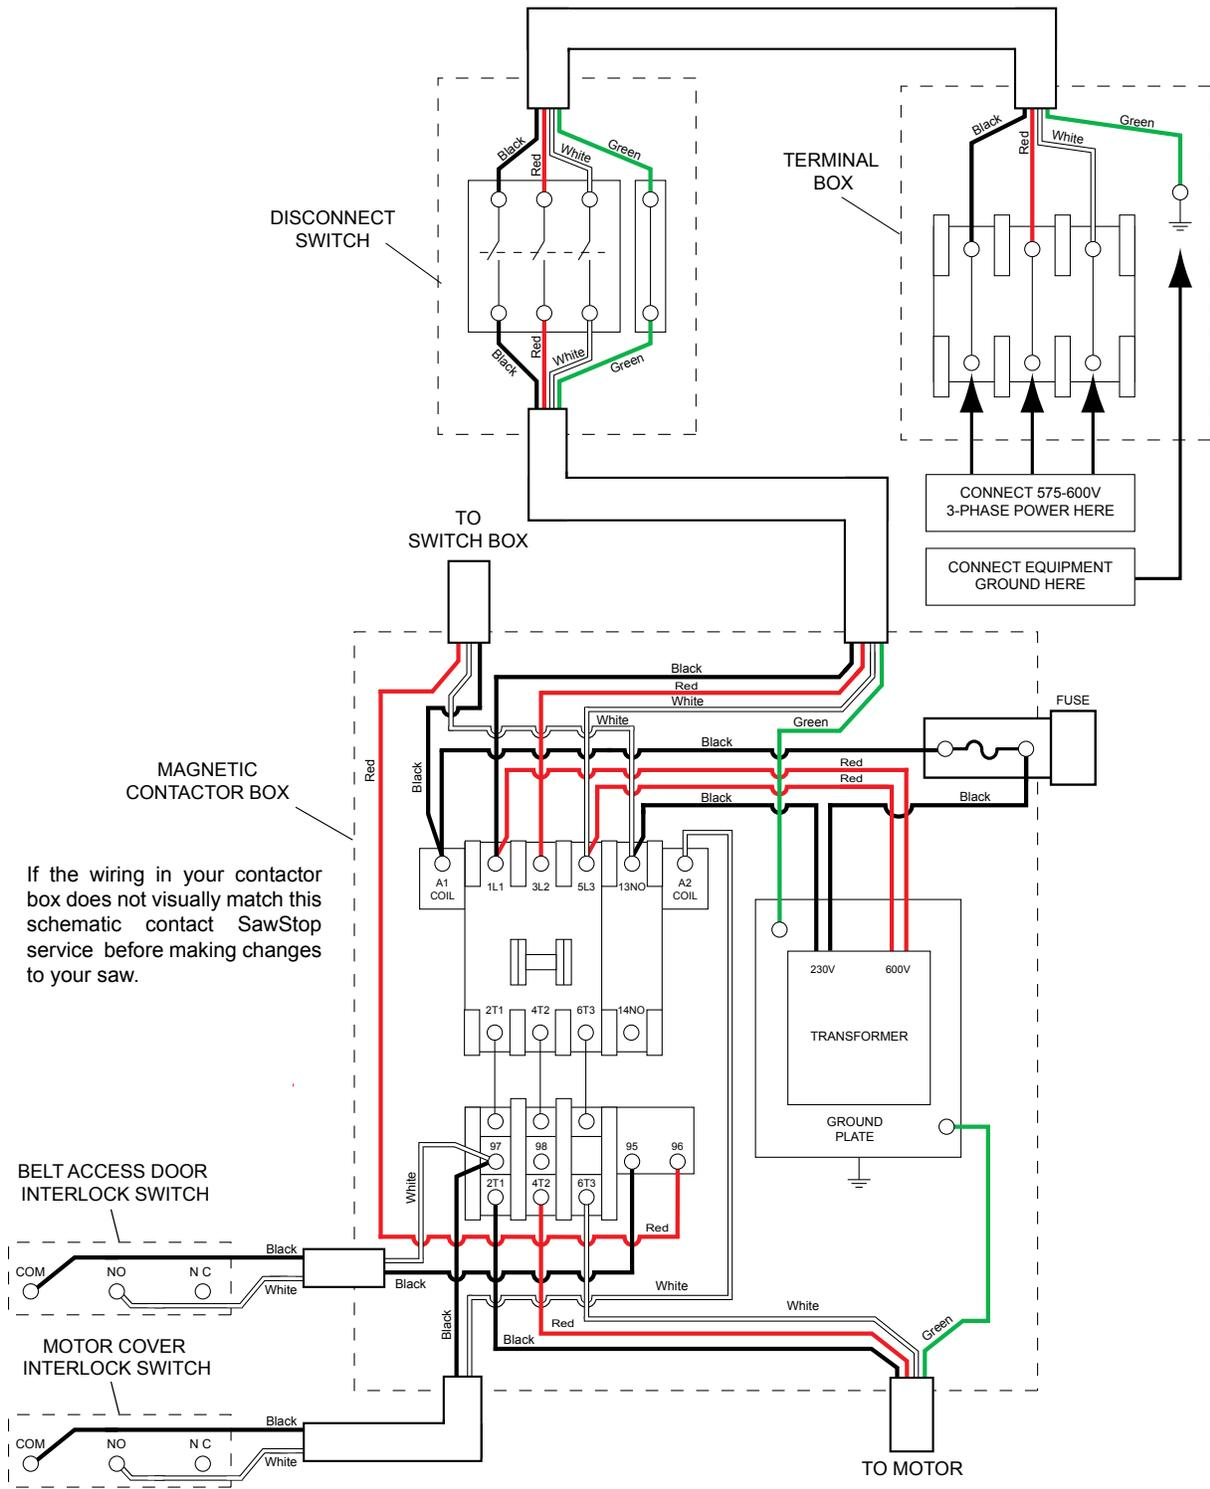 Black
Red
White
Green
Black
Red
White
Green
TERMINAL
BOX
DISCONNECT
SWITCH
Black
Red
White
Green
CONNECT 575-600V
3-PHASE POWER HERE
CONNECT EQUIPMENT
GROUND HERE
TO
SWITCH BOX
Black
Red
White
White
Green
FUSE
Black
Red
Red
Black
Black
Red
Black
MAGNETIC
CONTACTOR BOX
If the wiring in your contactor
box does not visually match this
schematic contact SawStop
service before making changes
to your saw.
A1
COIL
1L1
3L2
5L3
13NO
A2
COIL
230V
600V
2T1
4T2
6T3
14NO
TRANSFORMER
GROUND
PLATE
97
98
95
96
2T1
4T2
6T3
White
Red
BELT ACCESS DOOR
INTERLOCK SWITCH
Black
COM
NO
N C
White
Black
White
White
Black
Red
Black
Green
MOTOR COVER
INTERLOCK SWITCH
Black
COM
NO
N C
White
TO MOTOR